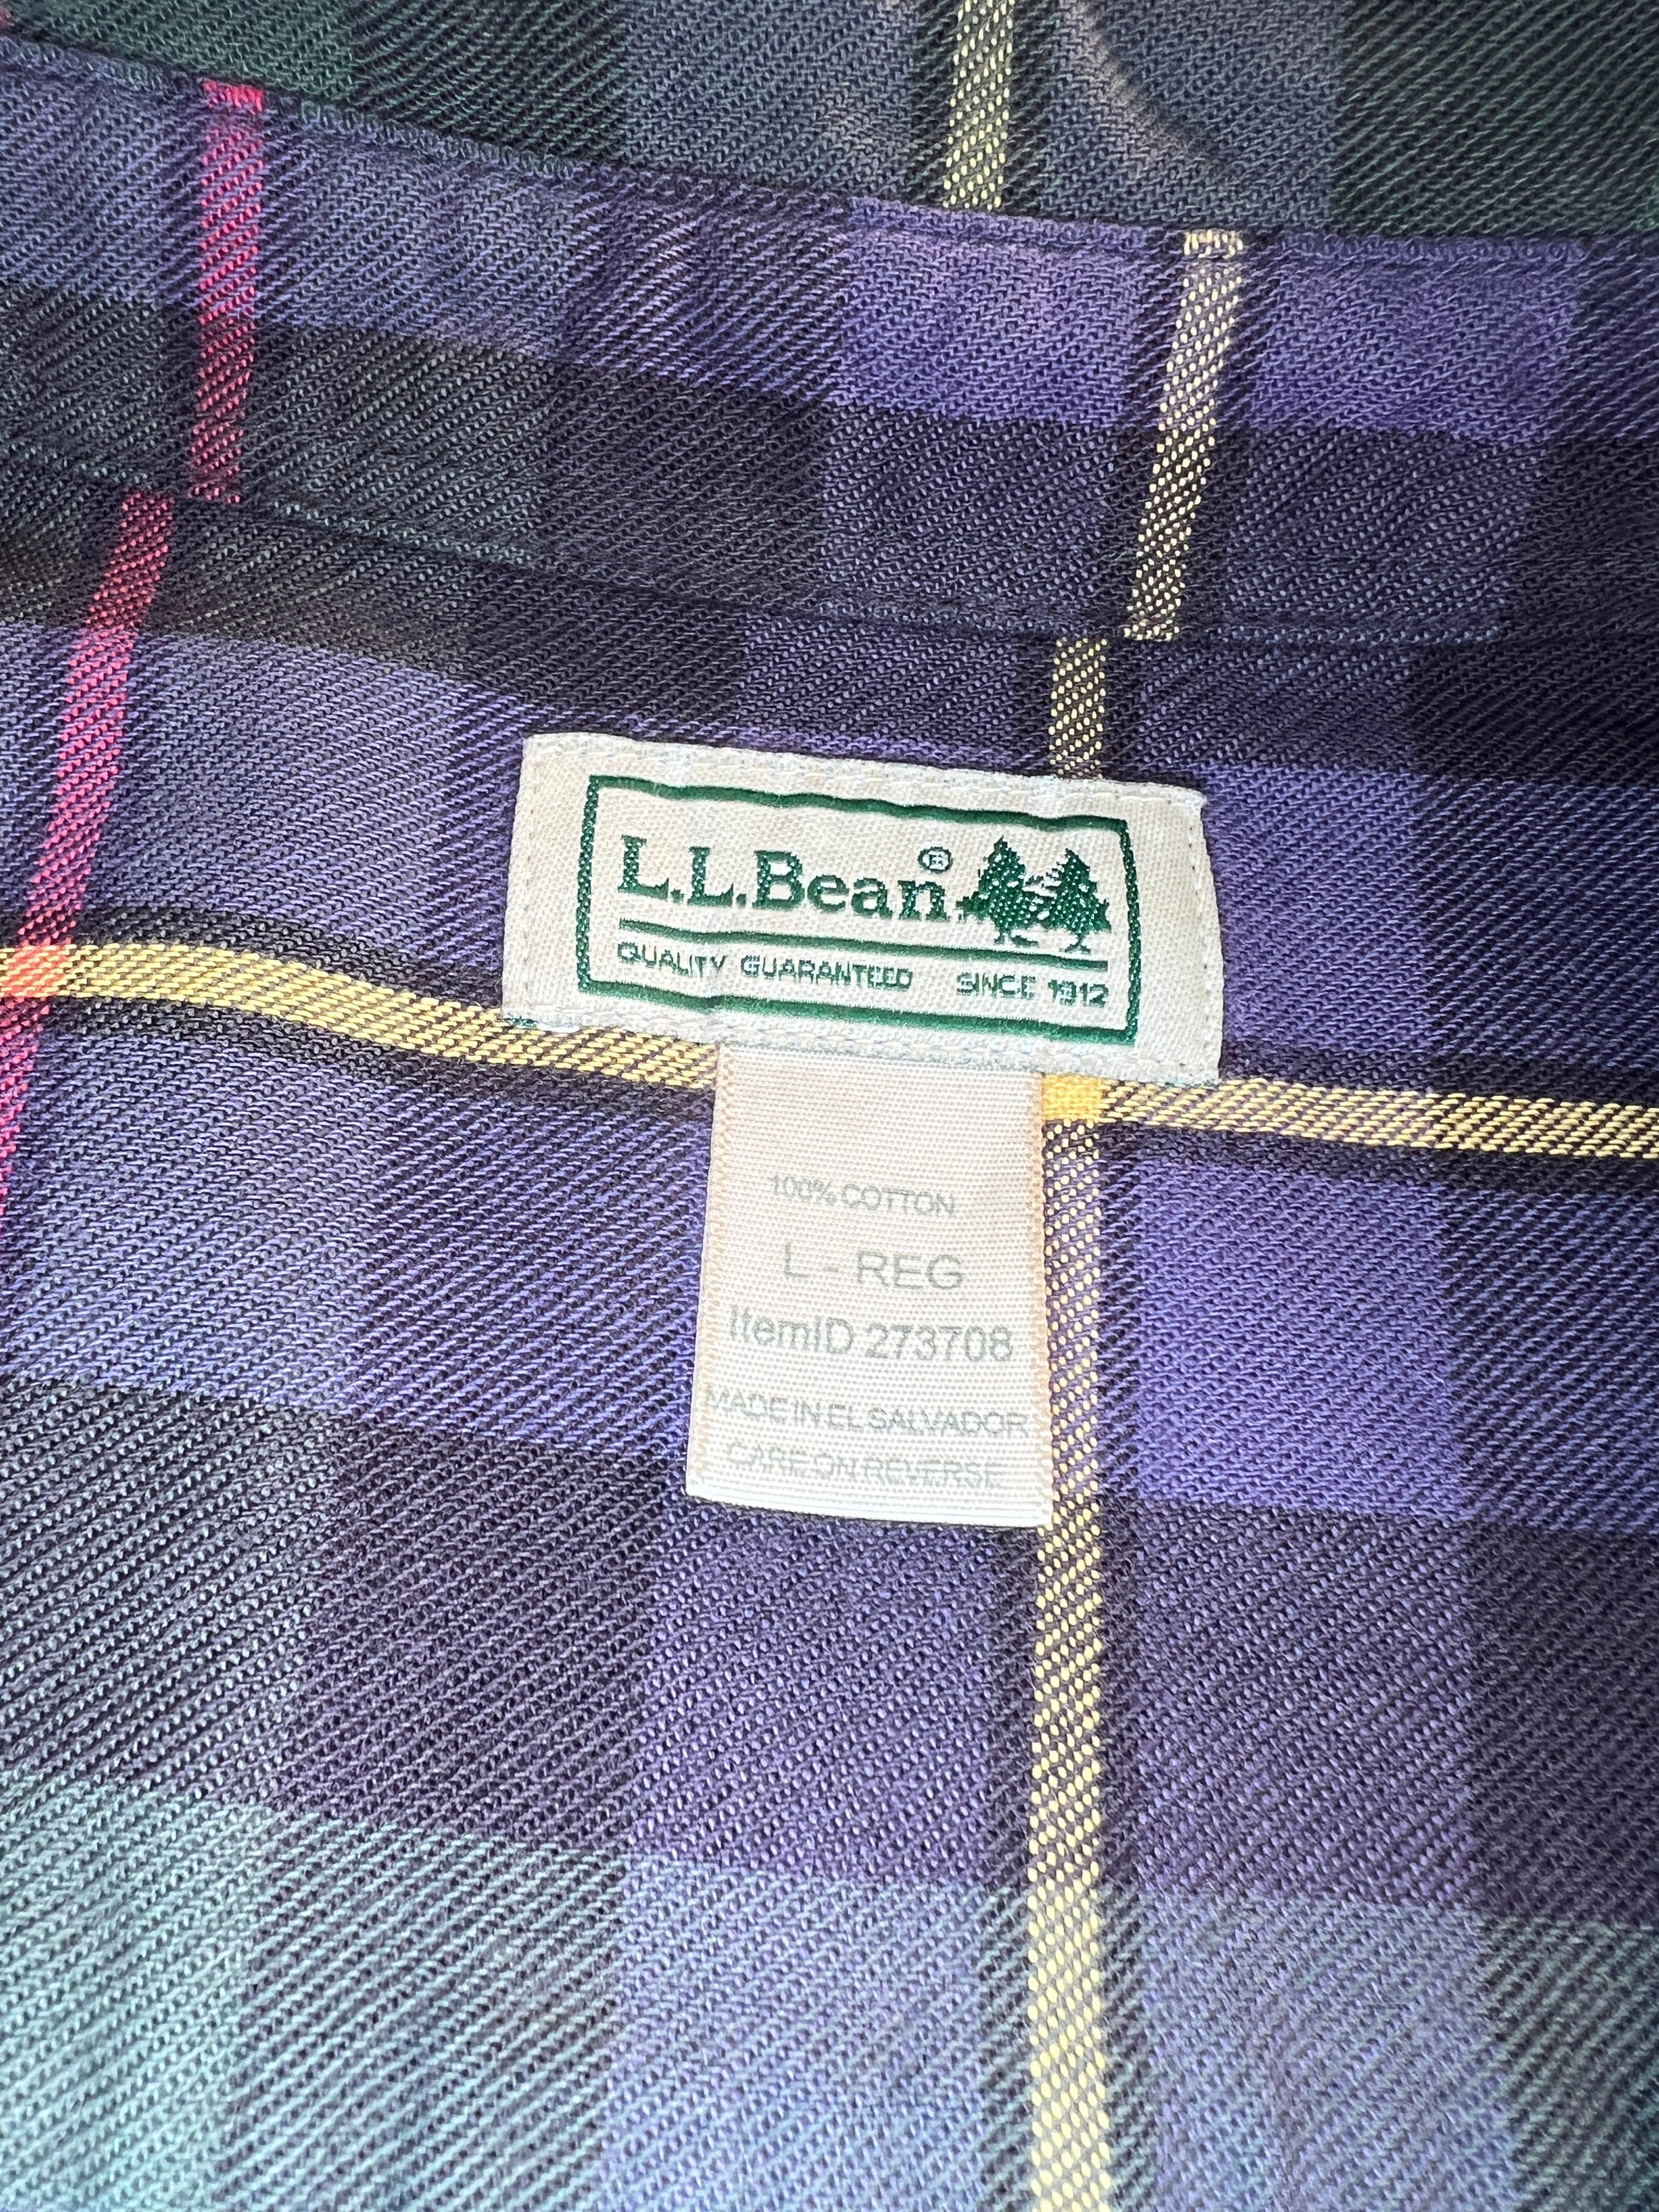 L.L.Bean®
QUALITY GUARANTEED SINCE 1912
100% COTTON
L - REG
ItemID 273708
MADE IN EL SALVADOR
CARE ON REVERSE